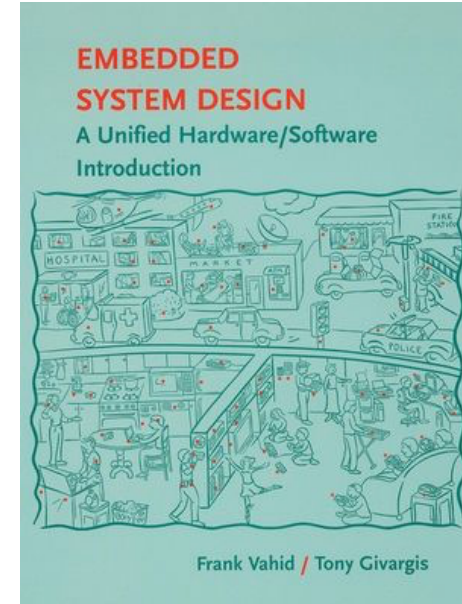 EMBEDDED
SYSTEM DESIGN
A Unified Hardware/Software
Introduction
FIRE
STATION
HOSPITAL
MARKET
POLICE
Frank Vahid / Tony Givargis